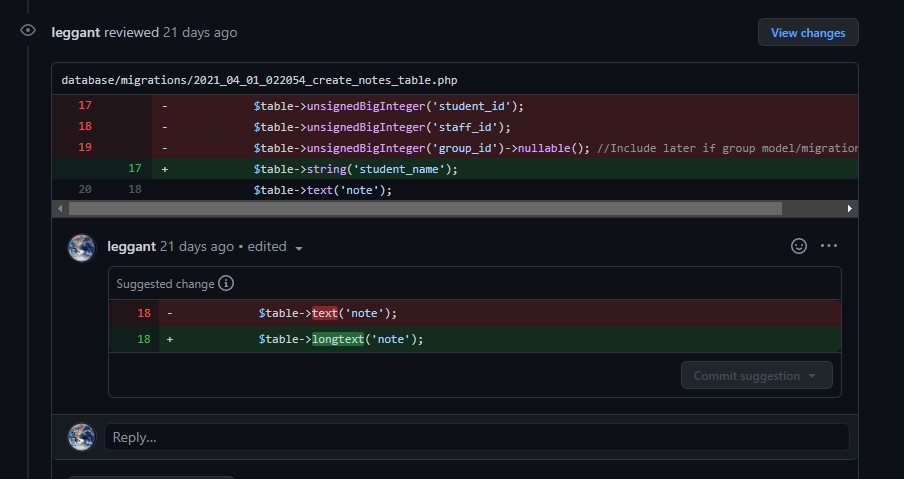 leggant reviewed 21 days ago
View changes
database/migrations/2021_04_01_022054_create_notes_table.php
17 - $table->unsignedBigInteger('student_id');
18 - $table->unsignedBigInteger('staff_id');
19 - $table->unsignedBigInteger('group_id')->nullable(); //Include later if group model/migration
17 + $table->string('student_name');
20 18 $table->text('note');
leggant 21 days ago • edited
Suggested change
18 - $table->text('note');
18 + $table->longtext('note');
Commit suggestion
Reply...